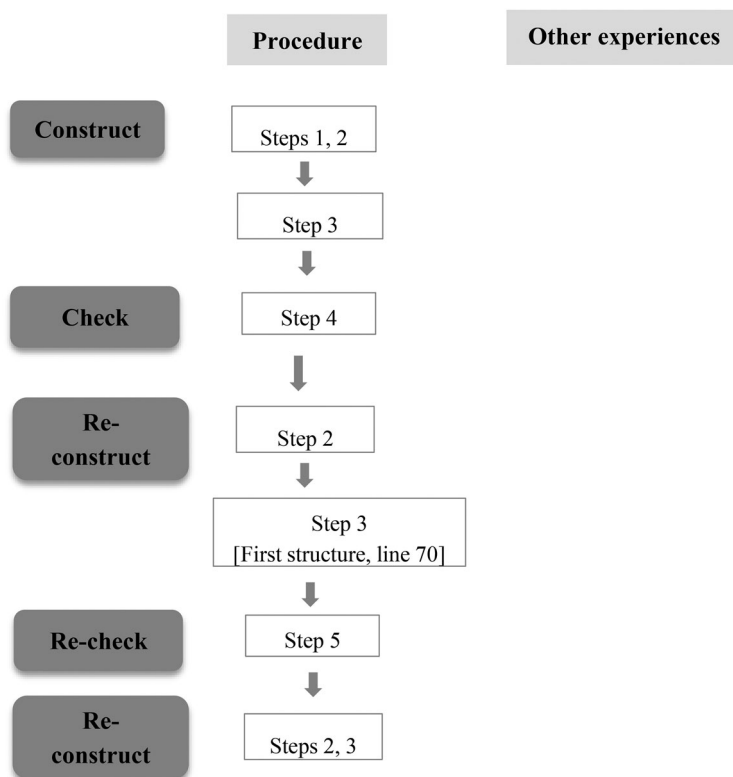 Procedure
Other experiences
Construct
Steps 1, 2
Step 3
Check
Step 4
Re-
construct
Step 2
Step 3
[First structure, line 70]
Re-check
Step 5
Re-
construct
Steps 2, 3